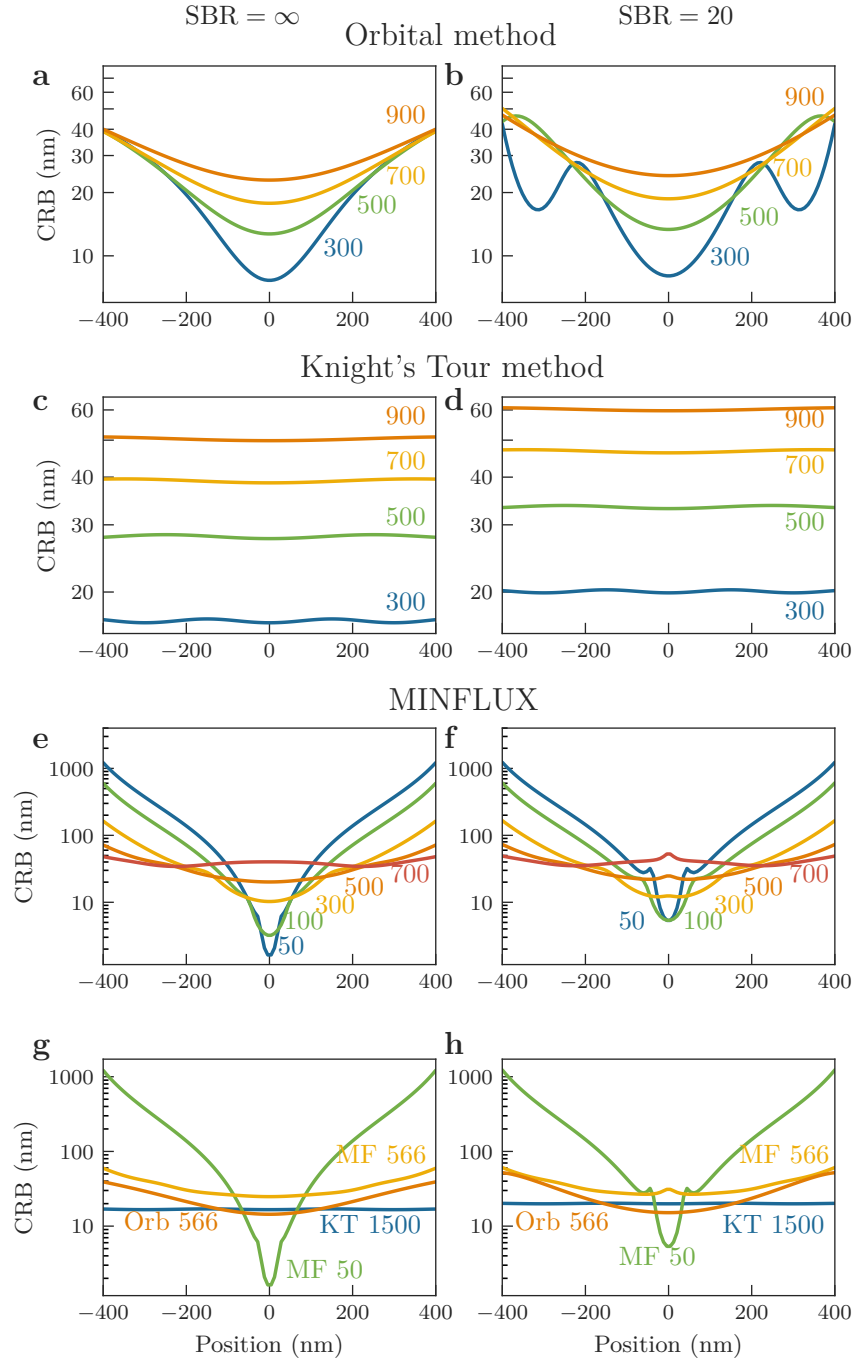 SBR = ∞ SBR = 20
Orbital method
a b
60 60
40 40
30 30
20 20
10 10
CRB (nm)
900 900
700 700
500 500
300 300
−400 −200 0 200 400 −400 −200 0 200 400
Knight's Tour method
c d
60 60
40 40
30 30
20 20
CRB (nm)
900 900
700 700
500 500
300 300
−400 −200 0 200 400 −400 −200 0 200 400
MINFLUX
e f
1000 1000
100 100
10 10
CRB (nm)
700 700
500 500
300 300
100 50 100
50
−400 −200 0 200 400 −400 −200 0 200 400
g h
1000 1000
100 100
10 10
CRB (nm)
MF 566 MF 566
Orb 566 KT 1500 Orb 566 KT 1500
MF 50 MF 50
−400 −200 0 200 400 −400 −200 0 200 400
Position (nm) Position (nm)